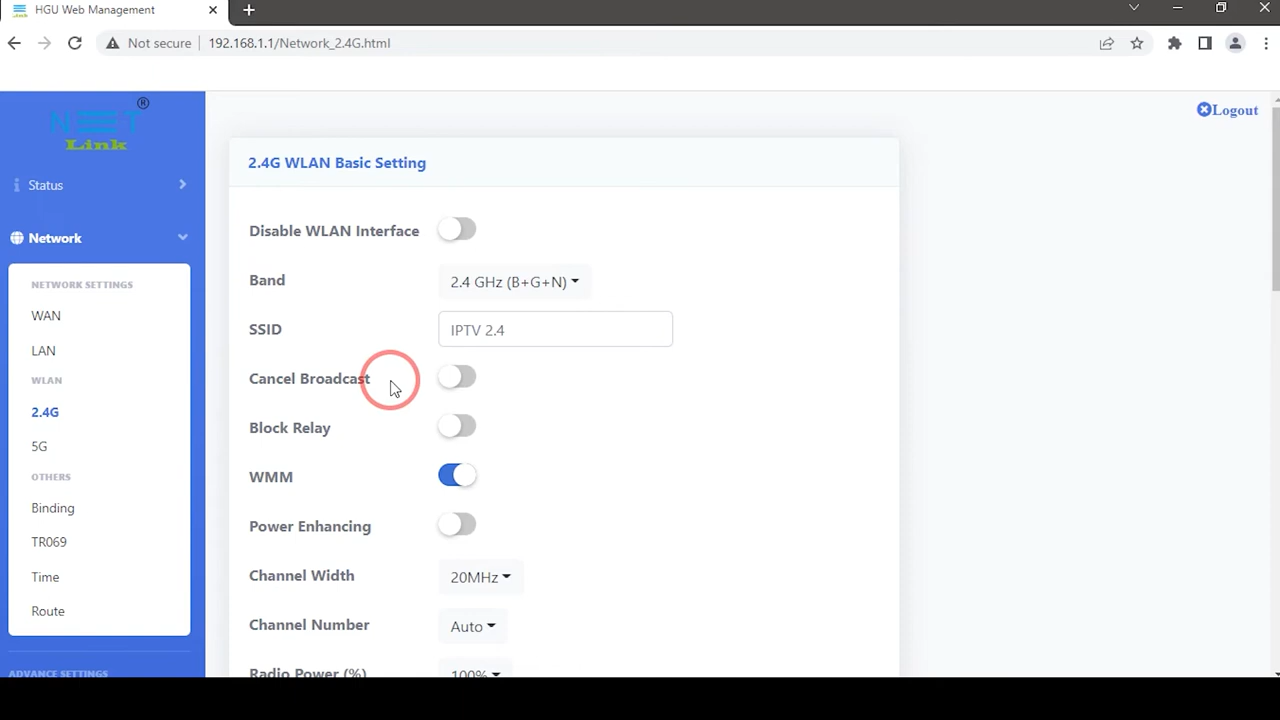 HGU Web Management
Not secure
192.168.1.1/Network_2.4G.html
®
NEET
Link
Logout
Status
Network
NETWORK SETTINGS
WAN
LAN
WLAN
2.4G
5G
OTHERS
Binding
TR069
Time
Route
ADVANCE SETTINGS
2.4G WLAN Basic Setting
Disable WLAN Interface
Band 2.4 GHz (B+G+N)
SSID IPTV 2.4
Cancel Broadcast
Block Relay
WMM
Power Enhancing
Channel Width 20MHz
Channel Number Auto
Radio Power (%) 100%